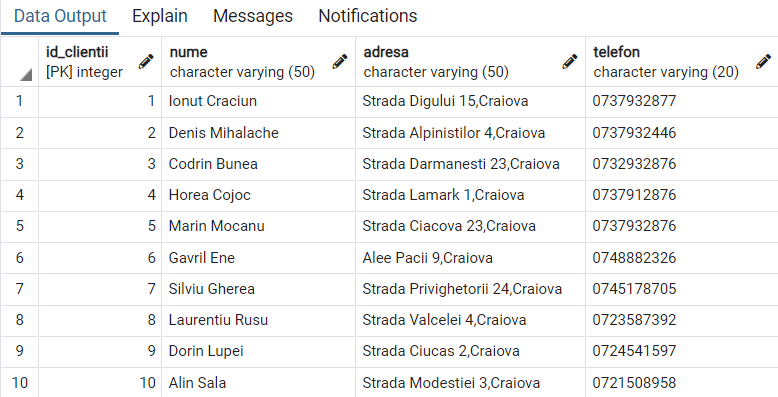 Data Output Explain Messages Notifications
id_clientii nume adresa telefon
[PK] integer character varying (50) character varying (50) character varying (20)
1 1 Ionut Craciun Strada Digului 15,Craiova 0737932877
2 2 Denis Mihalache Strada Alpinistilor 4,Craiova 0737932446
3 3 Codrin Bunea Strada Darmanesti 23,Craiova 0732932876
4 4 Horea Cojoc Strada Lamark 1,Craiova 0737912876
5 5 Marin Mocanu Strada Ciacova 23,Craiova 0737932876
6 6 Gavril Ene Alee Pacii 9,Craiova 0748882326
7 7 Silviu Gherea Strada Privighetorii 24,Craiova 0745178705
8 8 Laurentiu Rusu Strada Valcelei 4,Craiova 0723587392
9 9 Dorin Lupei Strada Ciucas 2,Craiova 0724541597
10 10 Alin Sala Strada Modestiei 3,Craiova 0721508958